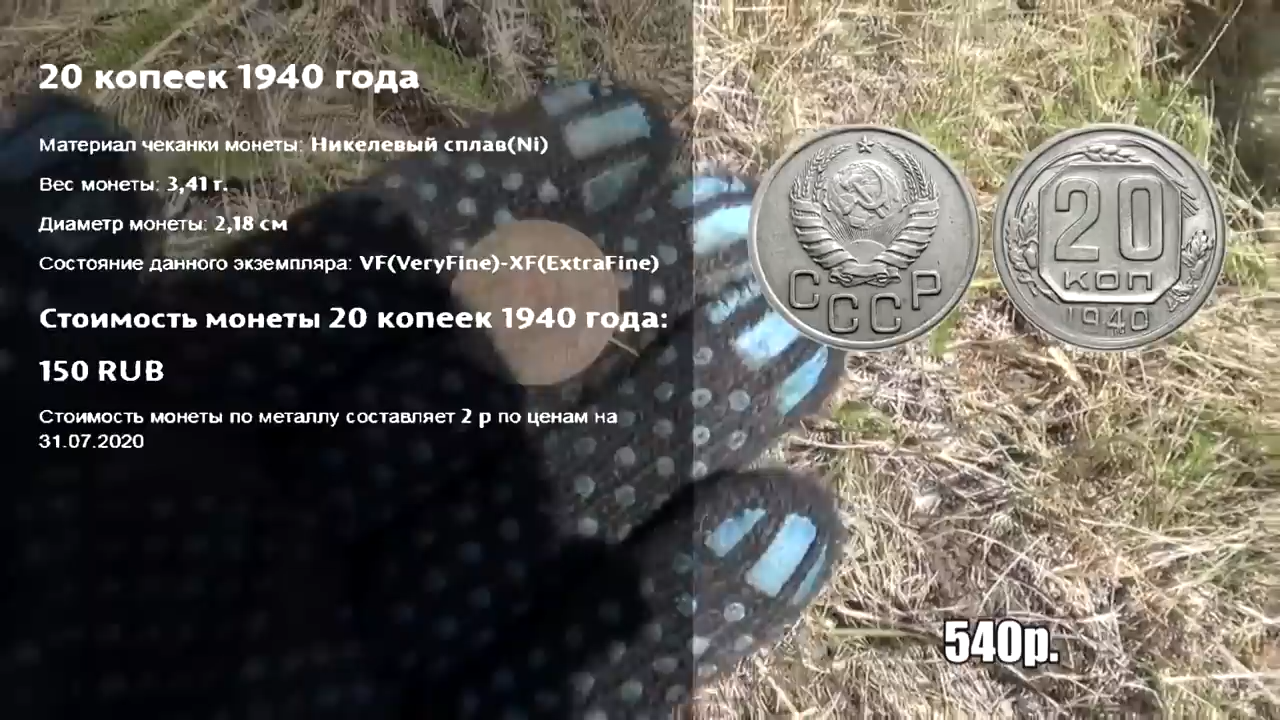 20 копеек 1940 года
Материал чеканки монеты: Никелевый сплав(Ni)
Вес монеты: 3,41 г.
Диаметр монеты: 2,18 см
Состояние данного экземпляра: VF(VeryFine)-XF(ExtraFine)
Стоимость монеты 20 копеек 1940 года:
150 RUB
Стоимость монеты по металлу составляет 2 р по ценам на
31.07.2020
СССР
20
КОП
1940
540р.